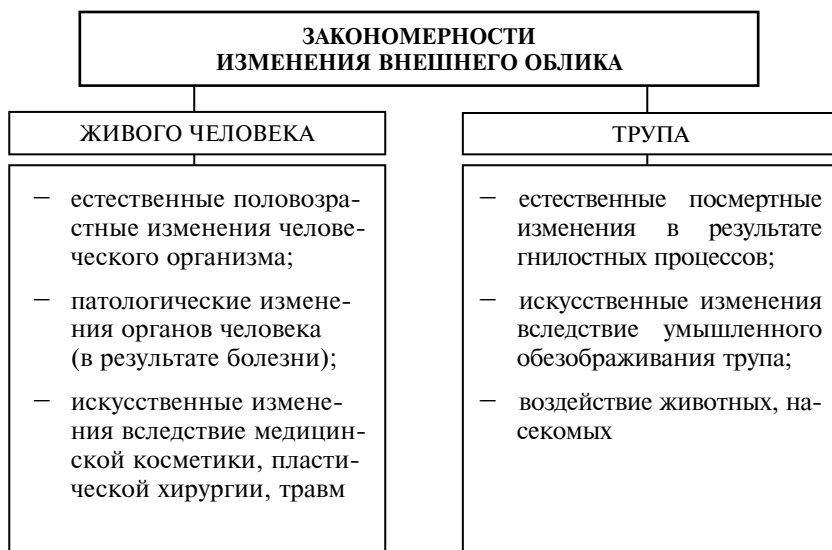 ЗАКОНОМЕРНОСТИ
ИЗМЕНЕНИЯ ВНЕШНЕГО ОБЛИКА
ЖИВОГО ЧЕЛОВЕКА
— естественные половозра-
стные изменения челове-
ческого организма;
— патологические измене-
ния органов человека
(в результате болезни);
— искусственные измене-
ния вследствие медицин-
ской косметики, пласти-
ческой хирургии, травм
ТРУПА
— естественные посмертные
изменения в результате
гнилостных процессов;
— искусственные изменения
вследствие умышленного
обезображивания трупа;
— воздействие животных, на-
секомых